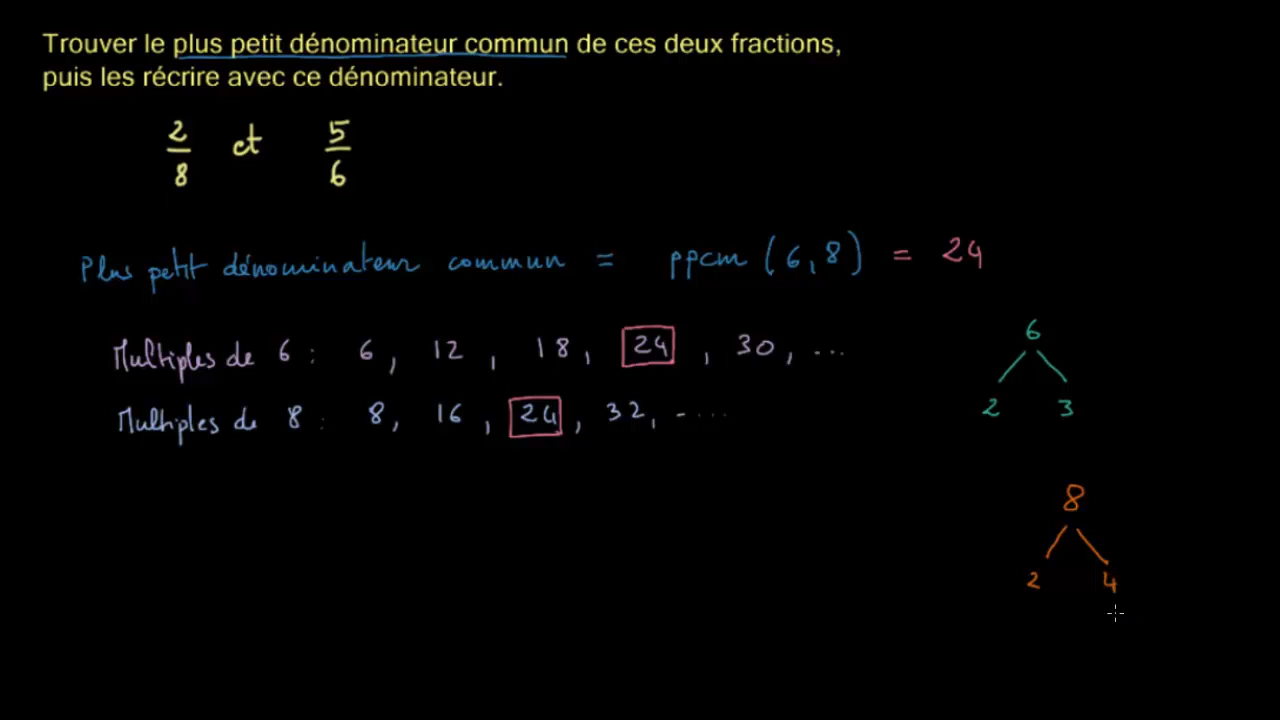 Trouver le plus petit dénominateur commun de ces deux fractions,
puis les récrire avec ce dénominateur.
2/8 et 5/6
Plus petit dénominateur commun = ppcm (6,8) = 24
Multiples de 6 : 6, 12, 18, 24, 30, ...
Multiples de 8 : 8, 16, 24, 32, .....
6
2 3
8
2 4